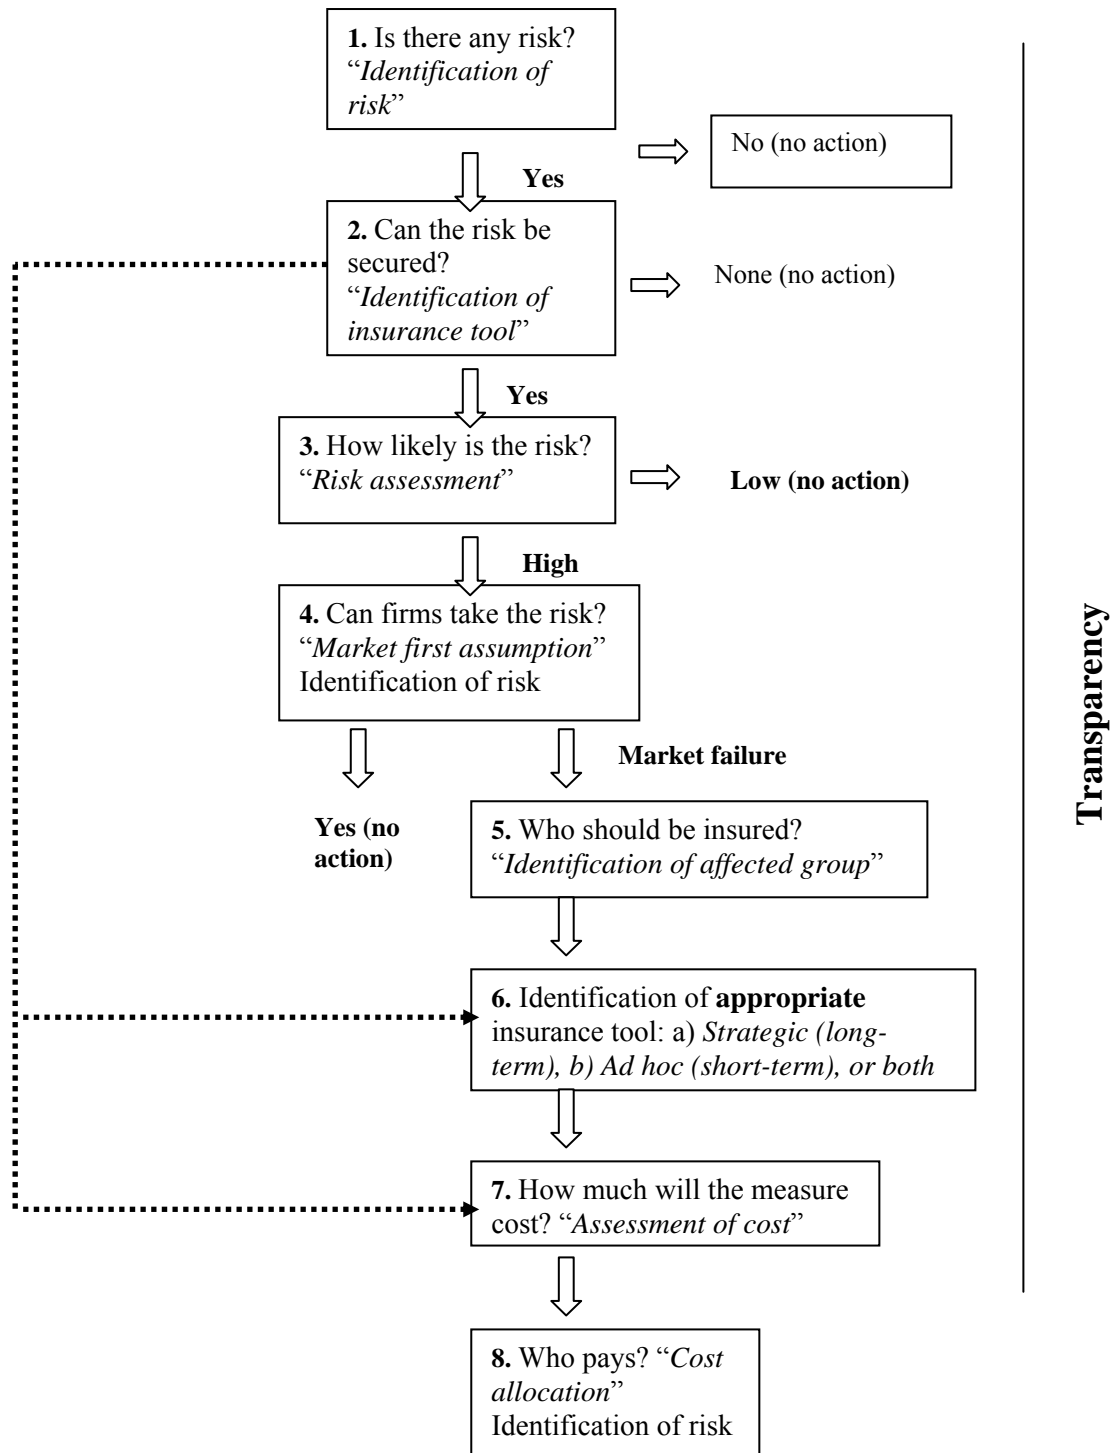 1. Is there any risk?
“Identification of
risk”
No (no action)
Yes
2. Can the risk be
secured?
“Identification of
insurance tool”
None (no action)
Yes
3. How likely is the risk?
“Risk assessment”
Low (no action)
High
4. Can firms take the risk?
“Market first assumption”
Identification of risk
Market failure
Yes (no
action)
5. Who should be insured?
“Identification of affected group”
6. Identification of appropriate
insurance tool: a) Strategic (long-
term), b) Ad hoc (short-term), or both
7. How much will the measure
cost? “Assessment of cost”
8. Who pays? “Cost
allocation”
Identification of risk
Transparency